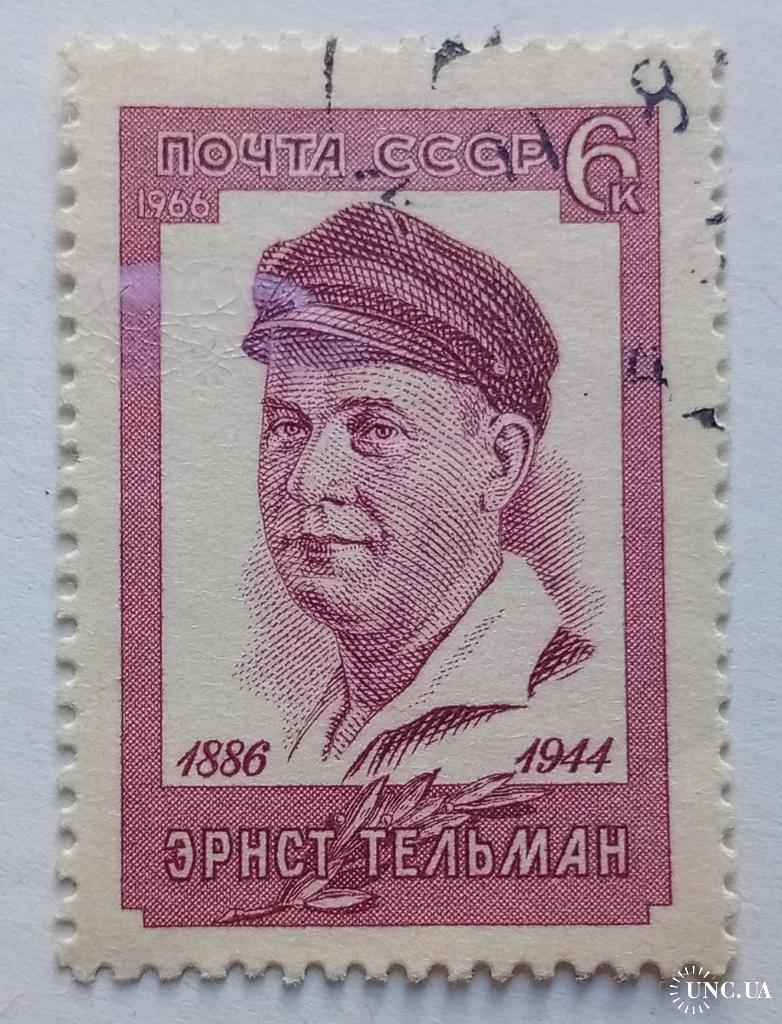 ПОЧТА СССР 6к
1966
1886 1944
ЭРНСТ ТЕЛЬМАН
UNC.UA